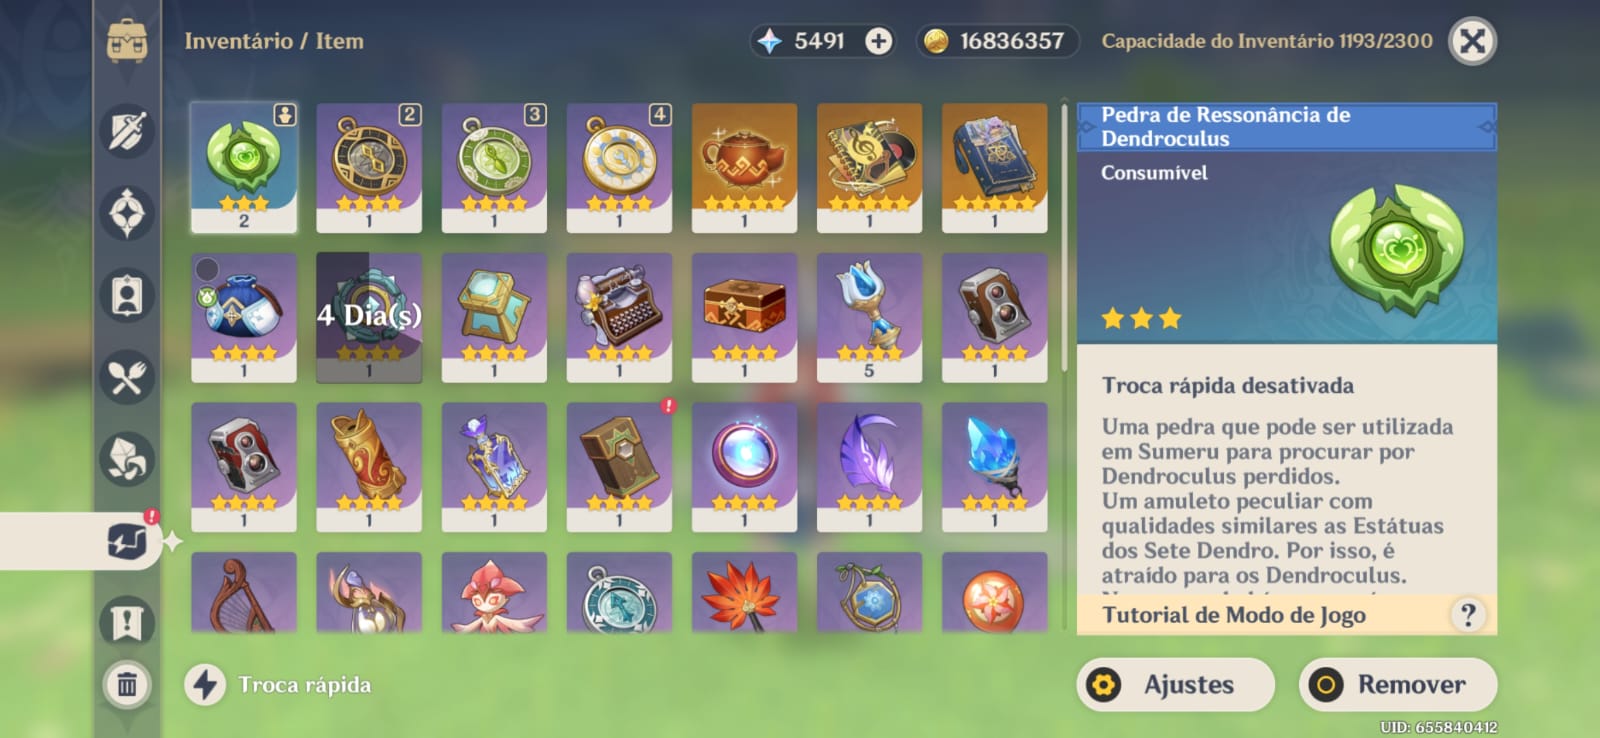 Inventário / Item
5491
16836357
Capacidade do Inventário 1193/2300
2
3
4
2
1
1
1
1
1
1
1
4 Dia(s)
1
1
1
1
5
1
1
1
1
1
1
1
1
Pedra de Ressonância de
Dendroculus
Consumível
Troca rápida desativada
Uma pedra que pode ser utilizada
em Sumeru para procurar por
Dendroculus perdidos.
Um amuleto peculiar com
qualidades similares as Estátuas
dos Sete Dendro. Por isso, é
atraído para os Dendroculus.
Tutorial de Modo de Jogo
?
Troca rápida
Ajustes
Remover
UID: 655840412